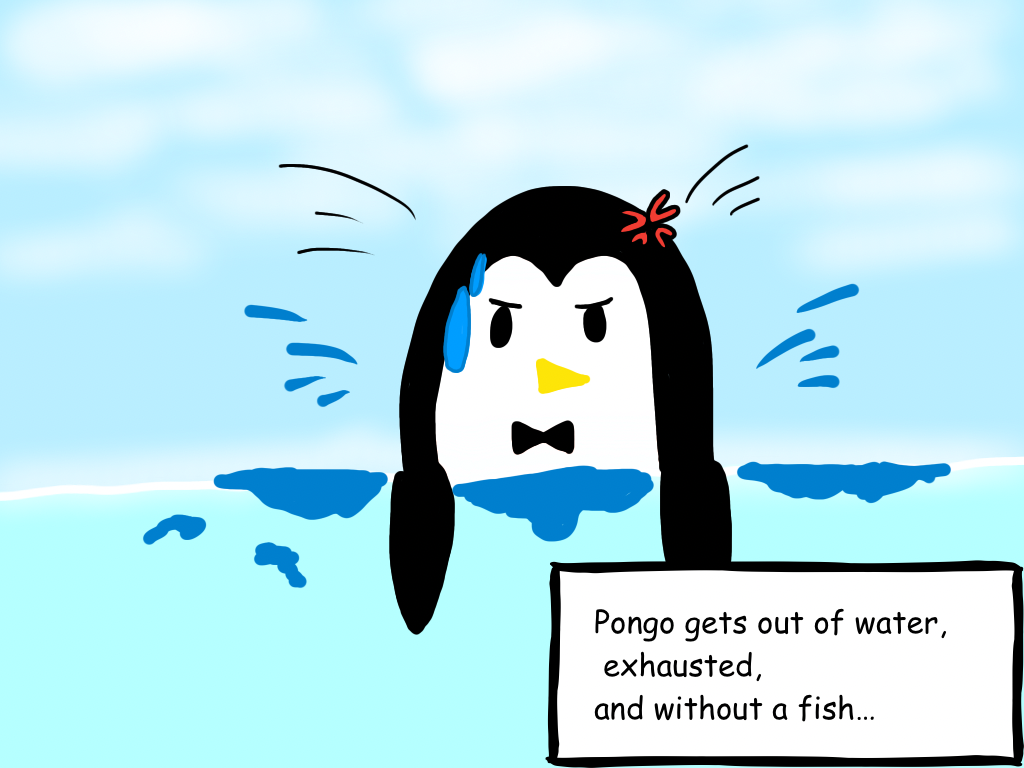 Pongo gets out of water,
exhausted,
and without a fish...